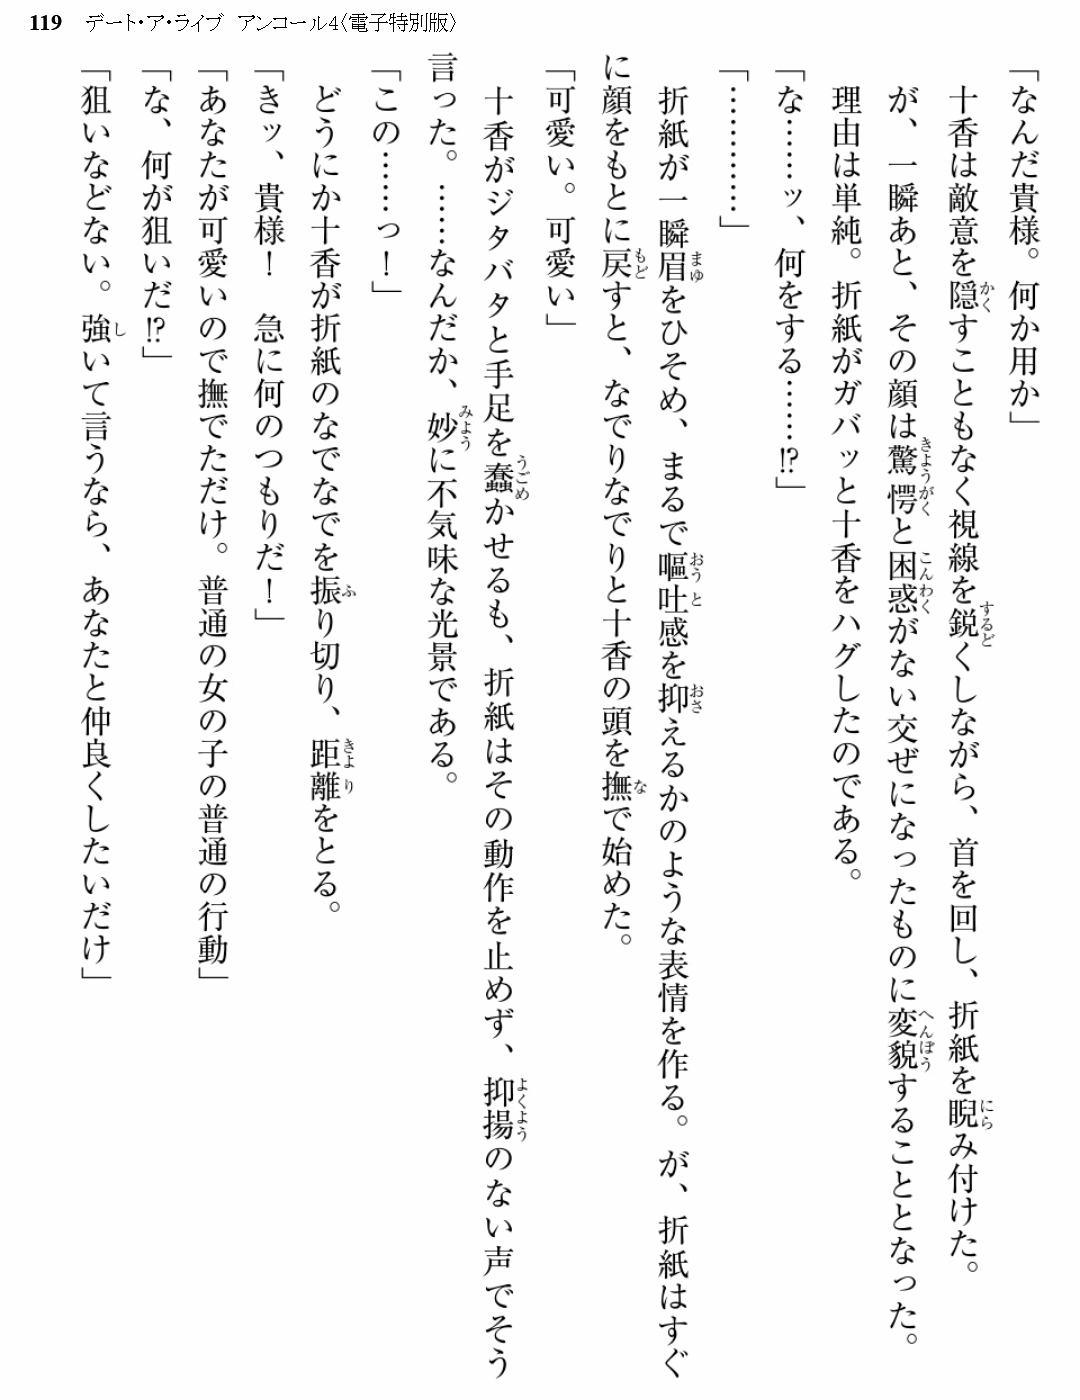 119 デート・ア・ライブ アンコール4〈電子特別版〉
「なんだ貴様。何か用か」
十香は敵意を隠すこともなく視線を鋭くしながら、首を回し、折紙を睨み付けた。
が、一瞬あと、その顔は驚愕と困惑がない交ぜになったものに変貌することとなった。
理由は単純。折紙がガバッと十香をハグしたのである。
「な……ッ、何をする……!?」
「…………」
折紙が一瞬眉をひそめ、まるで嘔吐感を抑えるかのような表情を作る。が、折紙はすぐ
に顔をもとに戻すと、なでりなでりと十香の頭を撫で始めた。
「可愛い。可愛い」
十香がジタバタと手足を蠢かせるも、折紙はその動作を止めず、抑揚のない声でそう
言った。……なんだか、妙に不気味な光景である。
「この……っ！」
どうにか十香が折紙のなでなでを振り切り、距離をとる。
「きッ、貴様！　急に何のつもりだ！」
「あなたが可愛いので撫でただけ。普通の女の子の普通の行動」
「な、何が狙いだ!?」
「狙いなどない。強いて言うなら、あなたと仲良くしたいだけ」